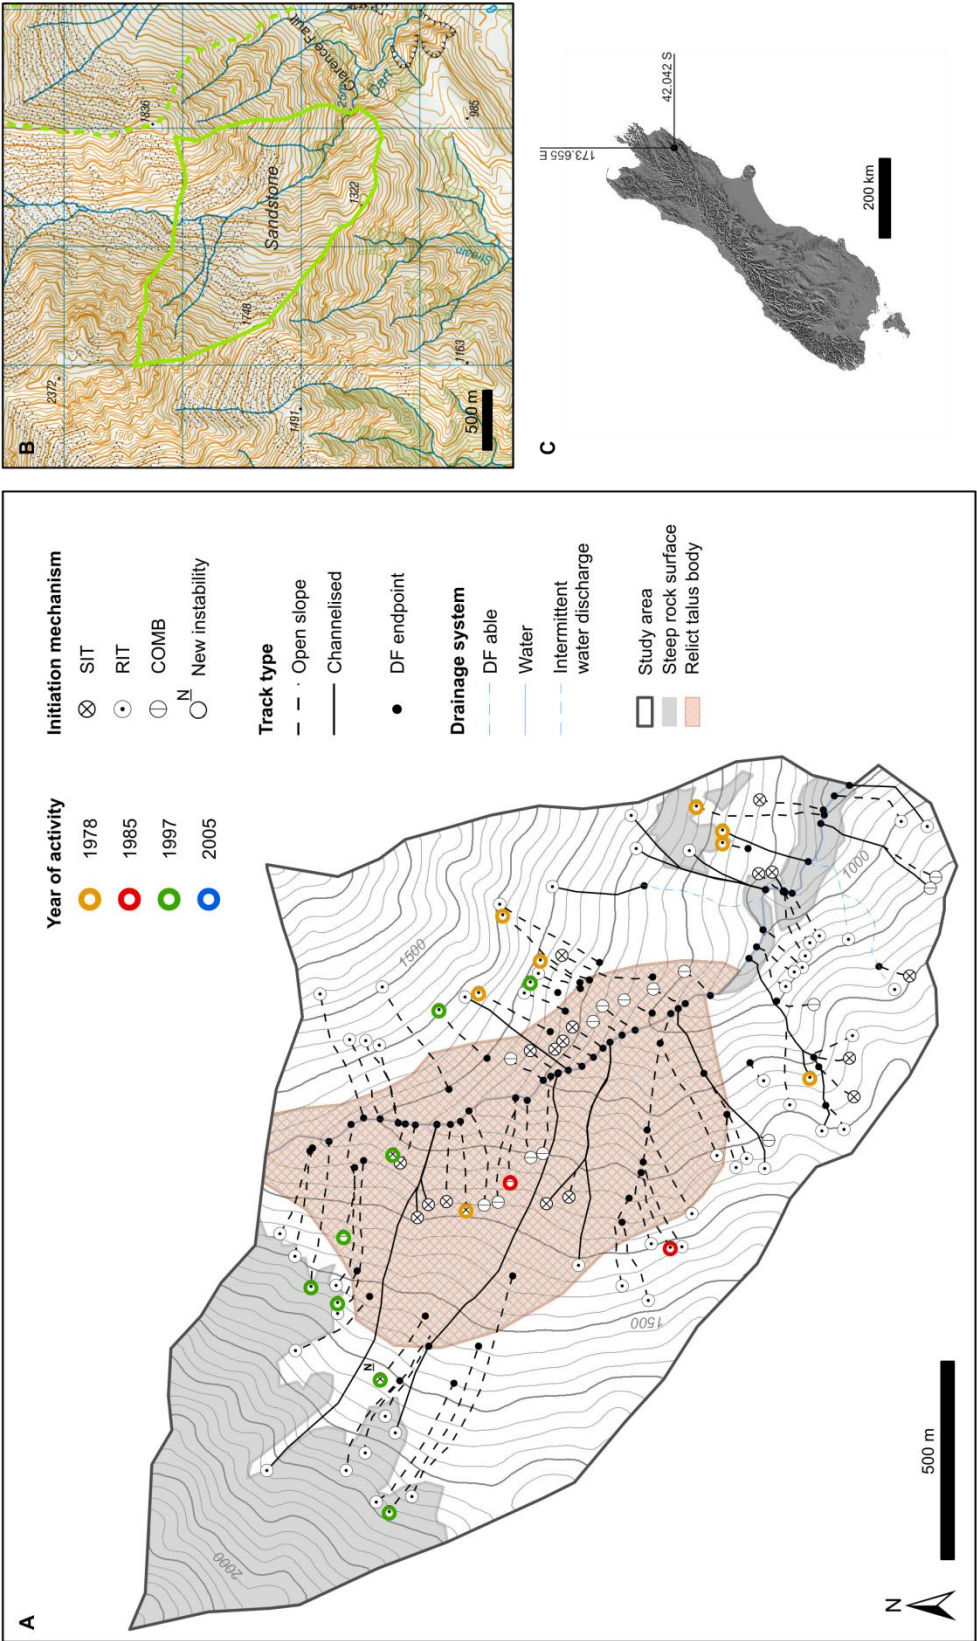 A
Year of activity
1978
1985
1997
2005
Initiation mechanism
SIT
RIT
COMB
N
New instability
Track type
Open slope
Channelised
DF endpoint
Drainage system
DF able
Water
Intermittent
water discharge
Study area
Steep rock surface
Relict talus body
2000
1500
1500
1000
N
N
500 m
B
2372
1836
1748
1491
1322
1163
985
1600
Sandstone
Clarence Fault
Dart
Stream
500 m
C
173.655 E
42.042 S
200 km